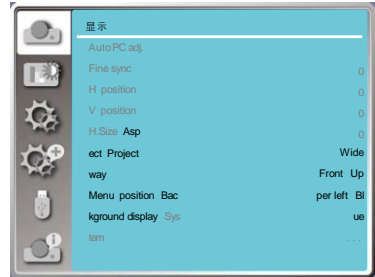 显示
Auto PC adj.
Fine sync 0
H position 0
V position 0
H.Size Asp 0
ect Project Wide
way Front Up
Menu position Bac per left Bl
kground display Sys ue
tem ...